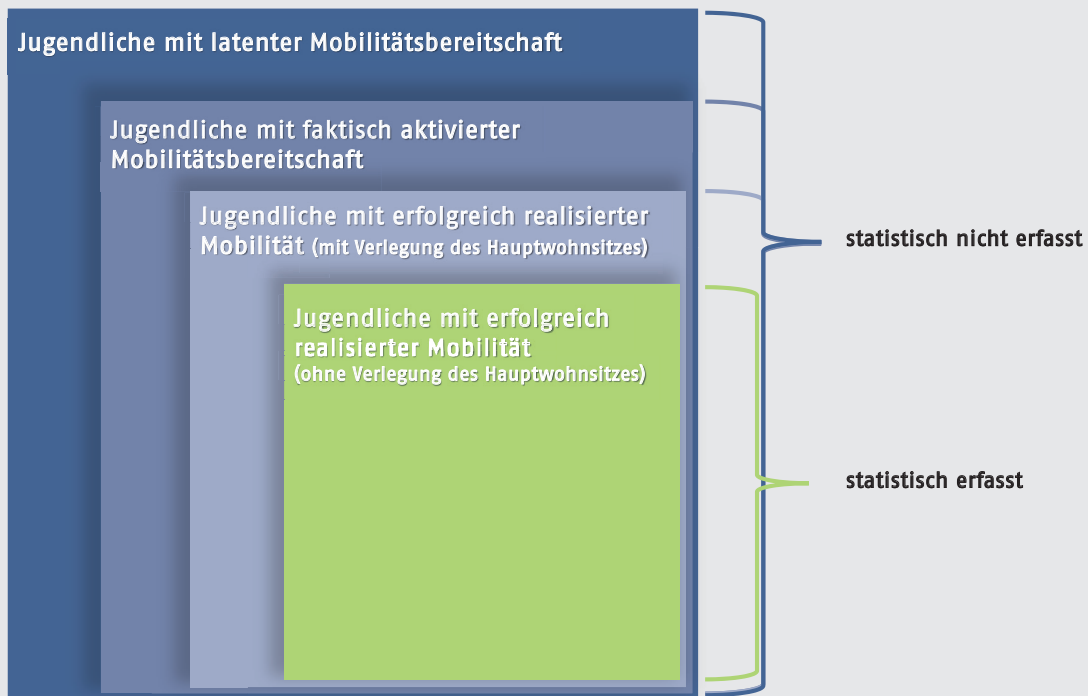 Jugendliche mit latenter Mobilitätsbereitschaft
Jugendliche mit faktisch aktivierter
Mobilitätsbereitschaft
Jugendliche mit erfolgreich realisierter
Mobilität (mit Verlegung des Hauptwohnsitzes)
statistisch nicht erfasst
Jugendliche mit erfolgreich
realisierter Mobilität
(ohne Verlegung des Hauptwohnsitzes)
statistisch erfasst